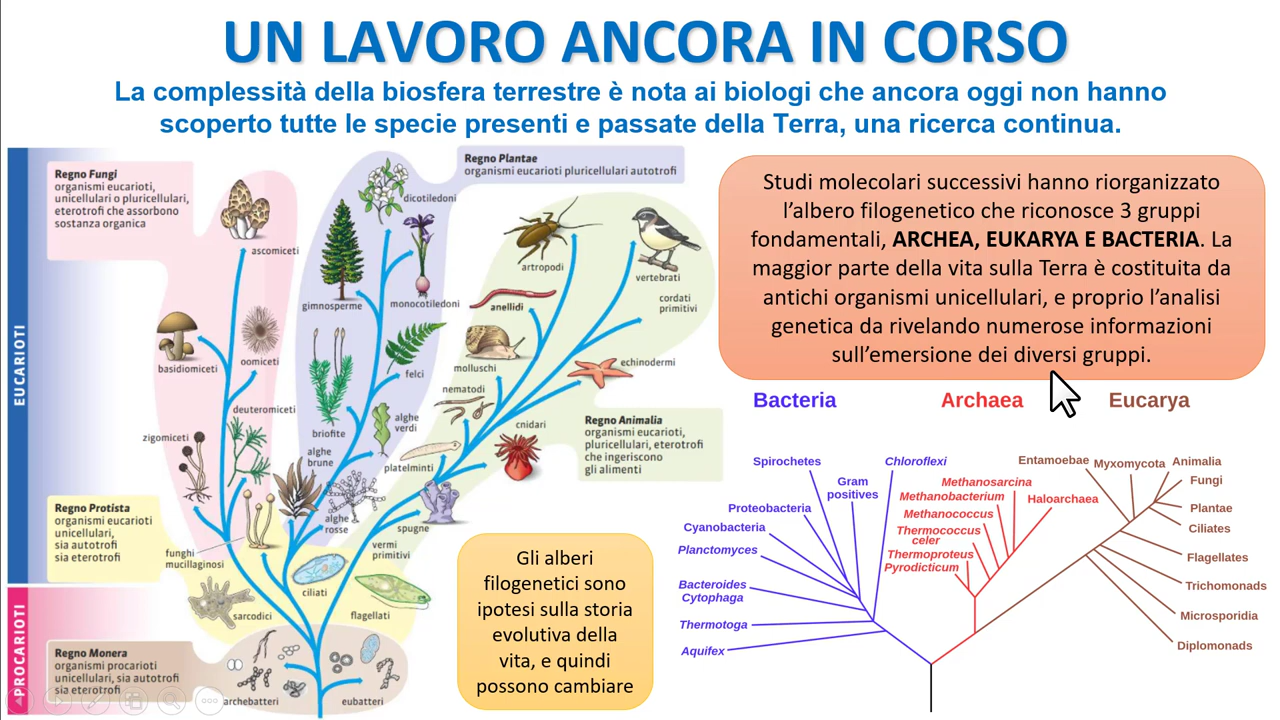 UN LAVORO ANCORA IN CORSO
La complessità della biosfera terrestre è nota ai biologi che ancora oggi non hanno
scoperto tutte le specie presenti e passate della Terra, una ricerca continua.
EUCARIOTI
PROCARIOTI
Regno Fungi
organismi eucarioti,
unicellulari o pluricellulari,
eterotrofi che assorbono
sostanza organica
Regno Plantae
organismi eucarioti pluricellulari autotrofi
dicotiledoni
ascomiceti
artropodi
vertebrati
gimnosperme
monocotiledoni
anellidi
cordati
primitivi
basidiomiceti
oomiceti
felci
molluschi
echinodermi
nematodi
deuteromiceti
zigomiceti
briofite
alghe
verdi
cnidari
Regno Animalia
organismi eucarioti,
pluricellulari, eterotrofi
che ingeriscono
gli alimenti
alghe
brune
platelminti
alghe
rosse
spugne
Regno Protista
organismi eucarioti
unicellulari,
sia autotrofi
sia eterotrofi
funghi
mucillaginosi
vermi
primitivi
ciliati
sarcodici
flagellati
Regno Monera
organismi procarioti
unicellulari, sia autotrofi
sia eterotrofi
archebatteri
eubatteri
Gli alberi
filogenetici sono
ipotesi sulla storia
evolutiva della
vita, e quindi
possono cambiare
Studi molecolari successivi hanno riorganizzato
l’albero filogenetico che riconosce 3 gruppi
fondamentali, ARCHEA, EUKARYA E BACTERIA. La
maggior parte della vita sulla Terra è costituita da
antichi organismi unicellulari, e proprio l’analisi
genetica da rivelando numerose informazioni
sull’emersione dei diversi gruppi.
Bacteria
Archaea
Eucarya
Spirochetes
Chloroflexi
Gram
positives
Proteobacteria
Cyanobacteria
Planctomyces
Bacteroides
Cytophaga
Thermotoga
Aquifex
Methanosarcina
Methanobacterium
Haloarchaea
Methanococcus
Thermococcus
celer
Thermoproteus
Pyrodicticum
Entamoebae
Myxomycota
Animalia
Fungi
Plantae
Ciliates
Flagellates
Trichomonads
Microsporidia
Diplomonads